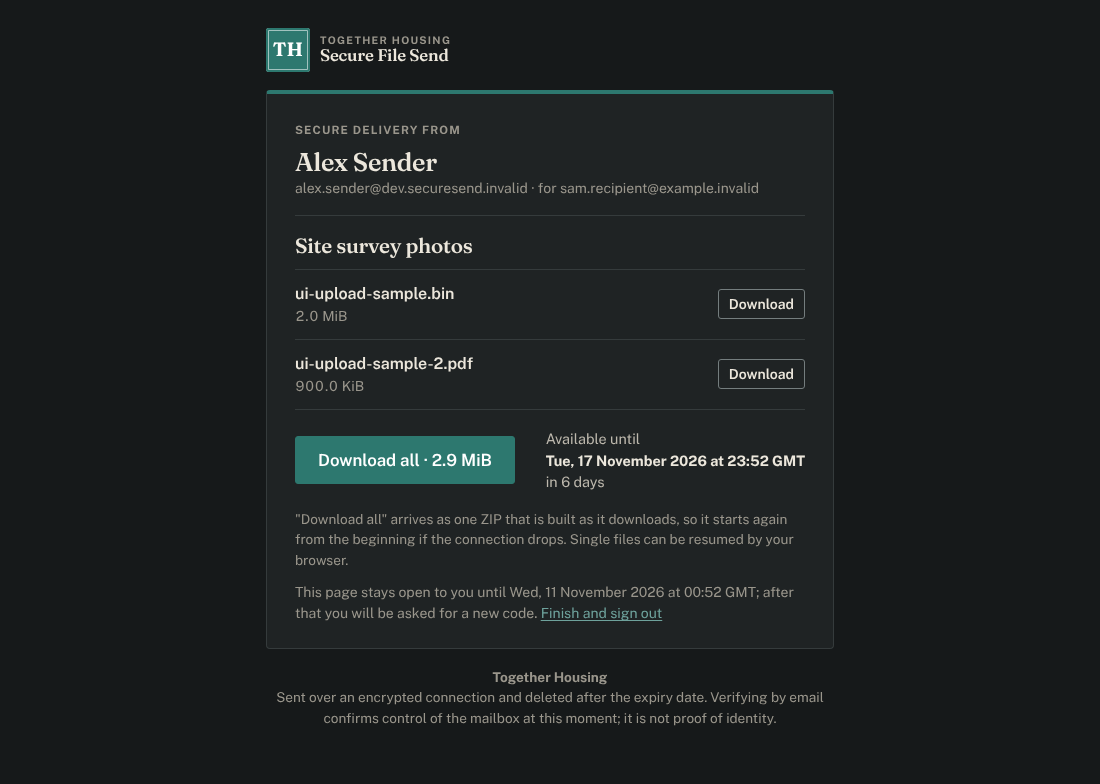 TH
TOGETHER HOUSING
Secure File Send
SECURE DELIVERY FROM
Alex Sender
alex.sender@dev.securesend.invalid · for sam.recipient@example.invalid
Site survey photos
ui-upload-sample.bin
2.0 MiB
Download
ui-upload-sample-2.pdf
900.0 KiB
Download
Download all · 2.9 MiB
Available until
Tue, 17 November 2026 at 23:52 GMT
in 6 days
"Download all" arrives as one ZIP that is built as it downloads, so it starts again
from the beginning if the connection drops. Single files can be resumed by your
browser.
This page stays open to you until Wed, 11 November 2026 at 00:52 GMT; after
that you will be asked for a new code. Finish and sign out
Together Housing
Sent over an encrypted connection and deleted after the expiry date. Verifying by email
confirms control of the mailbox at this moment; it is not proof of identity.